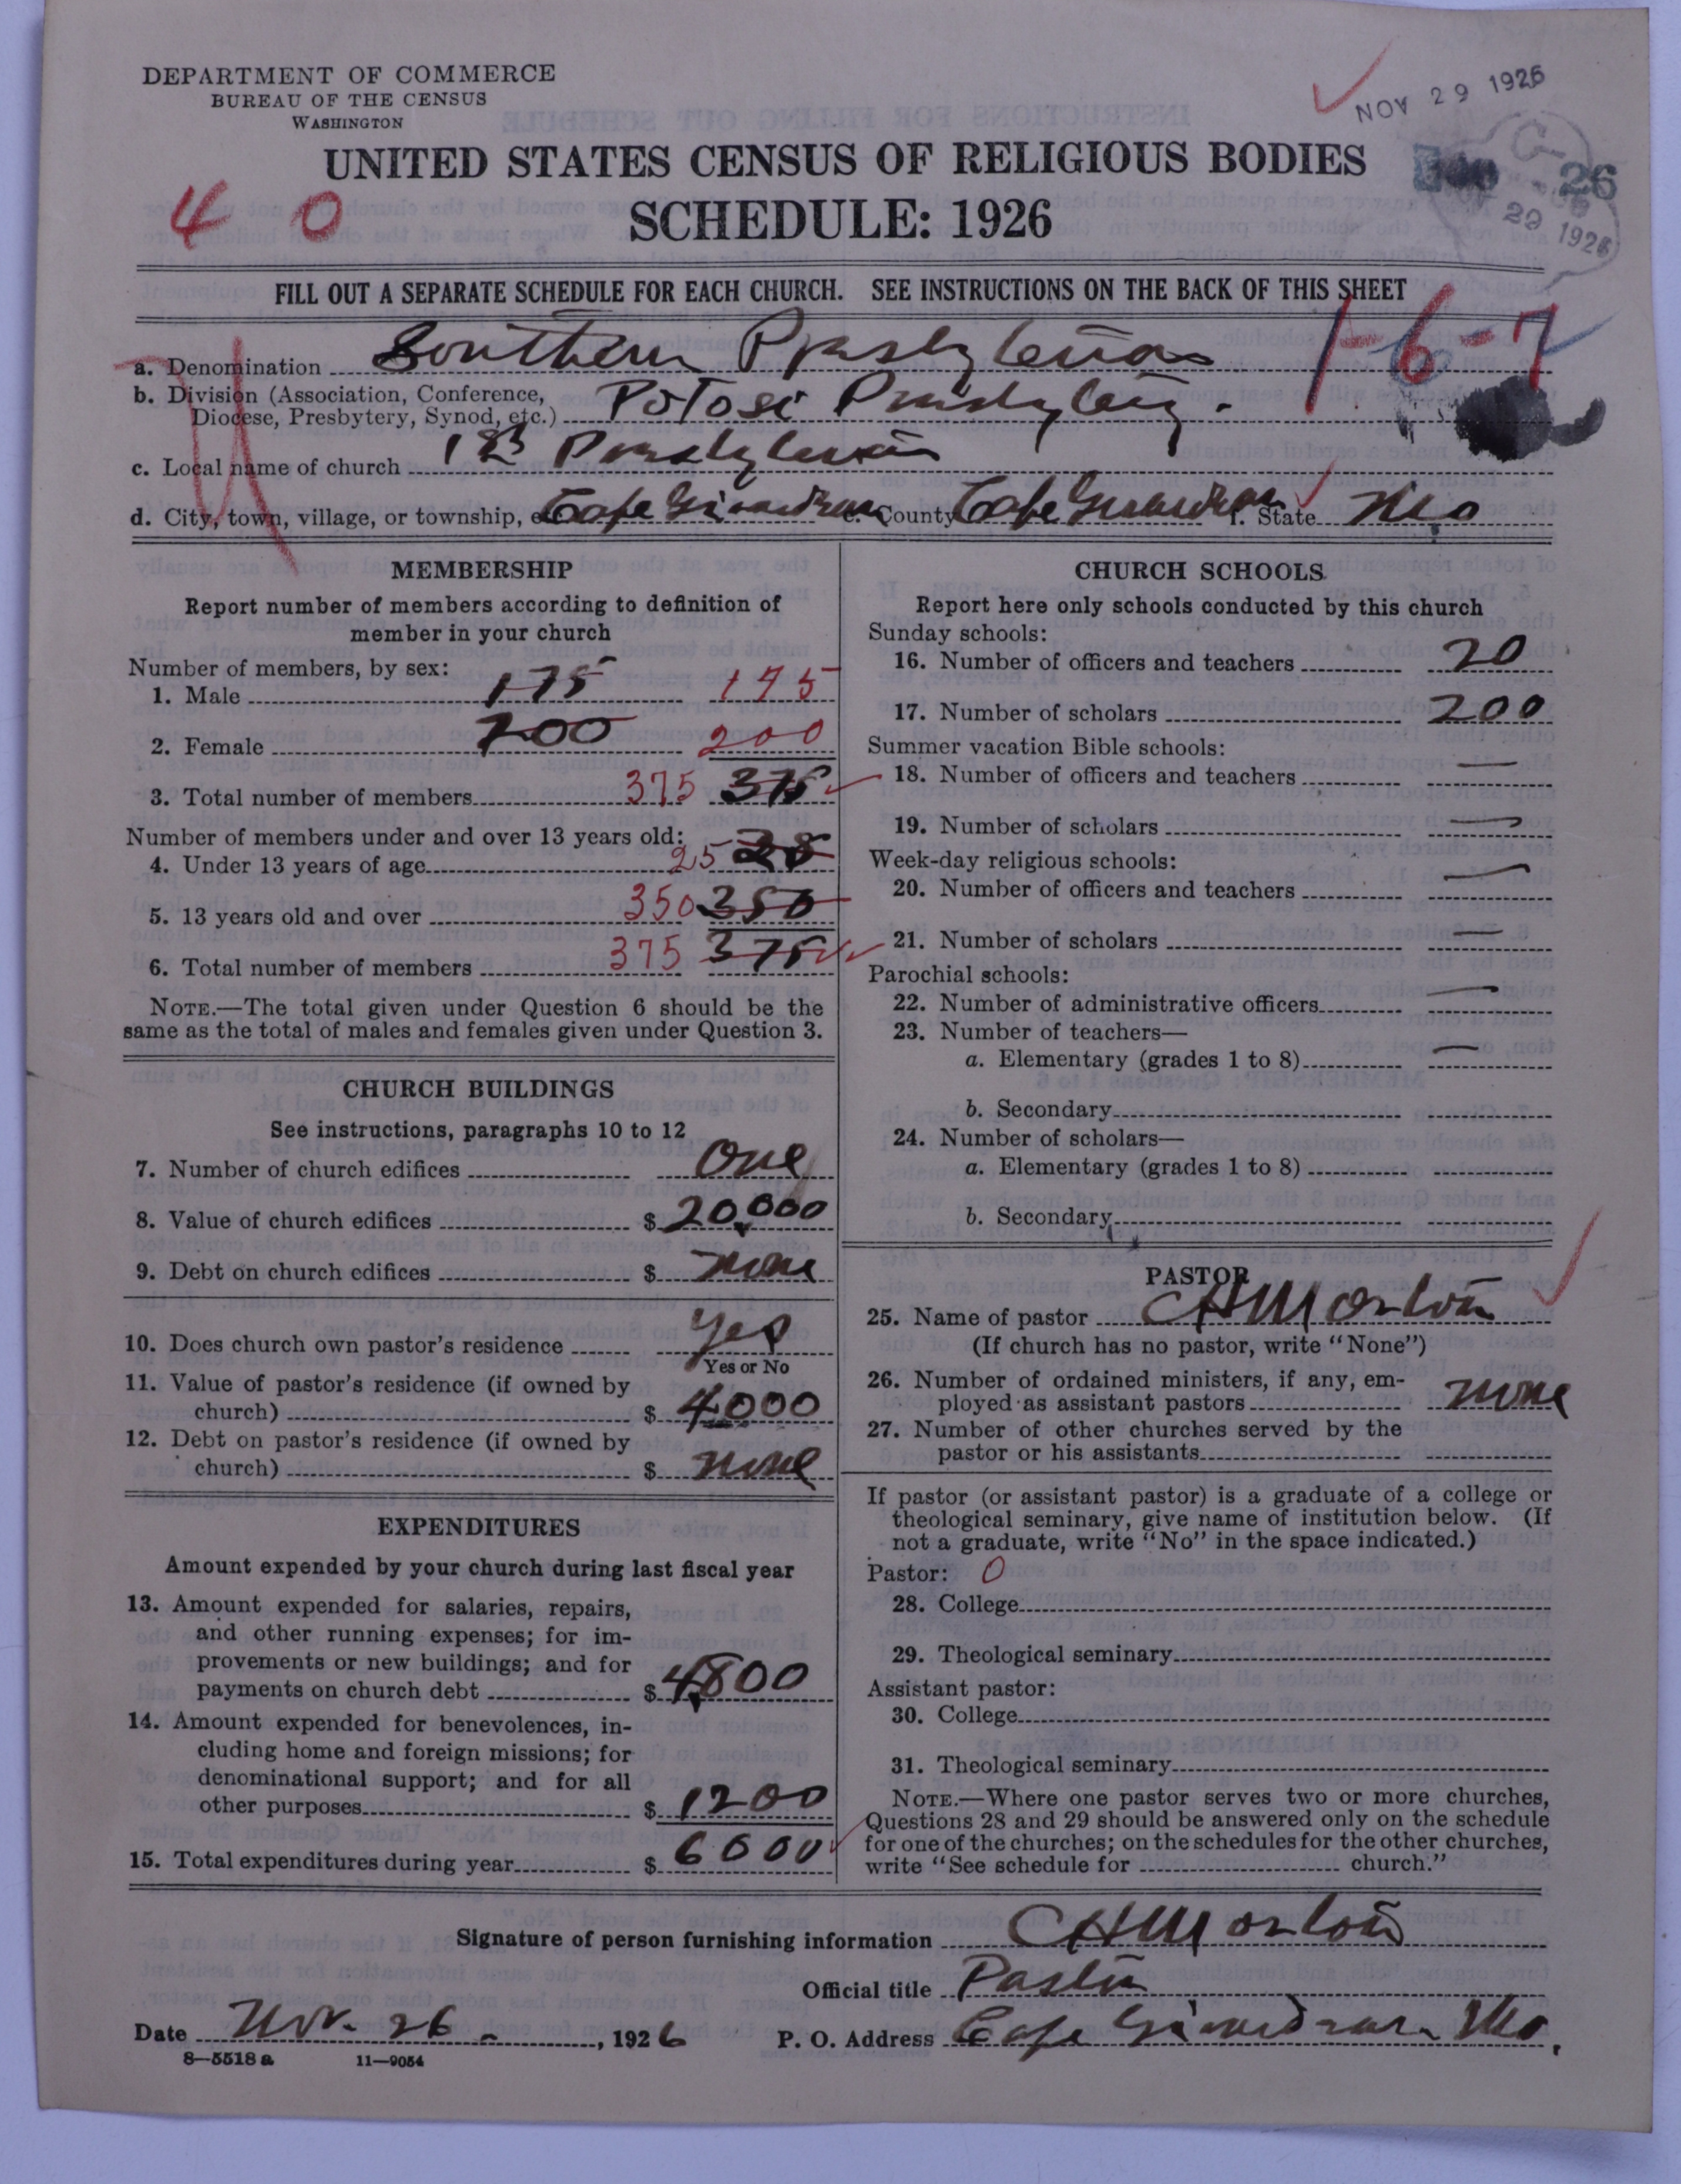 DEPARTMENT OF COMMERCE
BUREAU OF THE CENSUS
WASHINGTON
NOV 29 1926
UNITED STATES CENSUS OF RELIGIOUS BODIES
26
29 1926
4 0
SCHEDULE: 1926
FILL OUT A SEPARATE SCHEDULE FOR EACH CHURCH. SEE INSTRUCTIONS ON THE BACK OF THIS SHEET
1-6-7
a. Denomination Southern Presbyterian
b. Division (Association, Conference,
Diocese, Presbytery, Synod, etc.) Potosi Presbytery.
c. Local name of church 1st Presbyterian
d. City, town, village, or township, etc. Cape Girardeau e. County Cape Girardeau f. State Mo
MEMBERSHIP
Report number of members according to definition of
member in your church
Number of members, by sex:
1. Male 175 175
2. Female 200 200
3. Total number of members 375 375
Number of members under and over 13 years old:
4. Under 13 years of age 25 25
5. 13 years old and over 350 350
6. Total number of members 375 375
NOTE.—The total given under Question 6 should be the
same as the total of males and females given under Question 3.
CHURCH BUILDINGS
See instructions, paragraphs 10 to 12
7. Number of church edifices One
8. Value of church edifices $ 20,000
9. Debt on church edifices $ none
10. Does church own pastor's residence Yes
Yes or No
11. Value of pastor's residence (if owned by
church) $ 4000
12. Debt on pastor's residence (if owned by
church) $ none
EXPENDITURES
Amount expended by your church during last fiscal year
13. Amount expended for salaries, repairs,
and other running expenses; for im-
provements or new buildings; and for
payments on church debt $ 4800
14. Amount expended for benevolences, in-
cluding home and foreign missions; for
denominational support; and for all
other purposes $ 1200
15. Total expenditures during year $ 6000
CHURCH SCHOOLS
Report here only schools conducted by this church
Sunday schools:
16. Number of officers and teachers 20
17. Number of scholars 200
Summer vacation Bible schools:
18. Number of officers and teachers —
19. Number of scholars —
Week-day religious schools:
20. Number of officers and teachers —
21. Number of scholars —
Parochial schools:
22. Number of administrative officers —
23. Number of teachers—
a. Elementary (grades 1 to 8) —
b. Secondary
24. Number of scholars—
a. Elementary (grades 1 to 8)
b. Secondary
PASTOR
25. Name of pastor CH Morton
(If church has no pastor, write "None")
26. Number of ordained ministers, if any, em-
ployed as assistant pastors none
27. Number of other churches served by the
pastor or his assistants
If pastor (or assistant pastor) is a graduate of a college or
theological seminary, give name of institution below. (If
not a graduate, write "No" in the space indicated.)
Pastor: 0
28. College
29. Theological seminary
Assistant pastor:
30. College
31. Theological seminary
NOTE.—Where one pastor serves two or more churches,
Questions 28 and 29 should be answered only on the schedule
for one of the churches; on the schedules for the other churches,
write "See schedule for church."
Signature of person furnishing information CH Morton
Official title Pastor
Date Nov. 26, 1926 P. O. Address Cape Girardeau Mo.
8—5518 a 11—9054